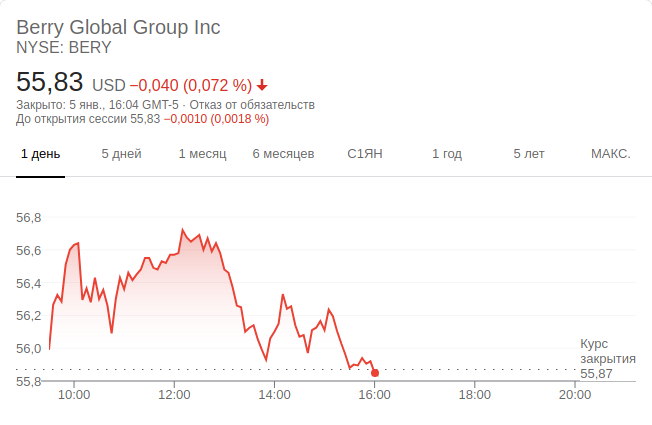 Berry Global Group Inc
NYSE: BERY
55,83 USD −0,040 (0,072 %)
Закрыто: 5 янв., 16:04 GMT-5 · Отказ от обязательств
До открытия сессии 55,83 −0,0010 (0,0018 %)
1 день 5 дней 1 месяц 6 месяцев С1ЯН 1 год 5 лет МАКС.
56,8
56,6
56,4
56,2
56,0
55,8
Курс
закрытия
55,87
10:00 12:00 14:00 16:00 18:00 20:00